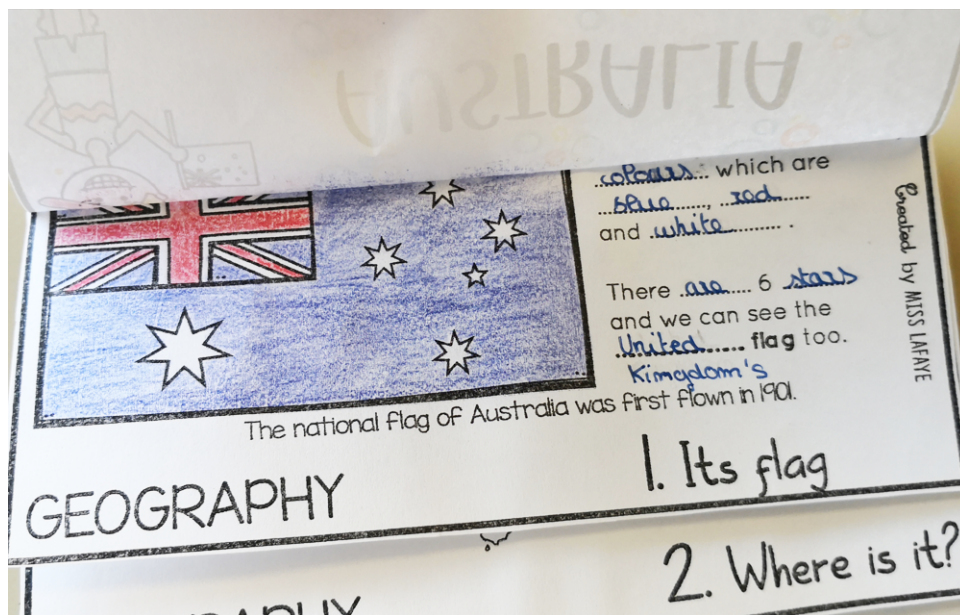 AUSTRALIA
colours which are
blue, red
and white.
There are 6 stars
and we can see the
United flag too.
Kimgdom's
The national flag of Australia was first flown in 1901.
Created by MISS LAFAYE
GEOGRAPHY
1. Its flag
2. Where is it?
GRAPHY